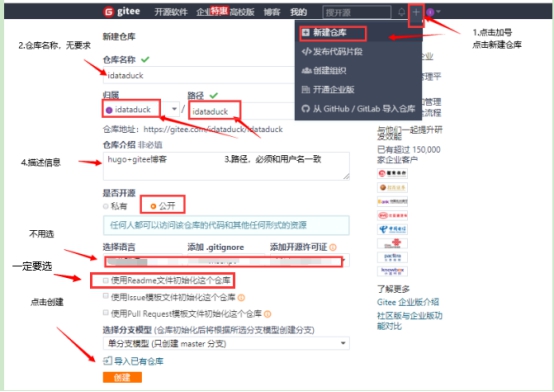 gitee 开源软件 企业版 特惠 高校版 博客 我的 搜开源
2.仓库名称，无要求
新建仓库
新建仓库
1.点击加号
点击新建仓库
发布代码片段
仓库名称
创建组织
idataduck
开通企业版
归属 路径
从 GitHub / GitLab 导入仓库
idataduck / idataduck
仓库地址：https://gitee.com/idataduck/idataduck
与他们一起提升研
发效能
仓库介绍 非必填
已有超过 150,000
家企业客户
4.描述信息
hugo+gitee博客
3.路径、必须和用户名一致
是否开源
私有 公开
任何人都可以访问该仓库的代码和其他任何形式的资源
不用选
选择语言 添加 .gitignore 添加开源许可证
一定要选
使用Readme文件初始化这个仓库
了解更多
点击创建
使用Issue模板文件初始化这个仓库
Gitee 企业版介绍
使用Pull Request模板文件初始化这个仓库
社区版与企业版功
能对比
选择分支模型 (仓库初始化后将根据所选分支模型创建分支)
单分支模型 (只创建 master 分支)
导入已有仓库
创建